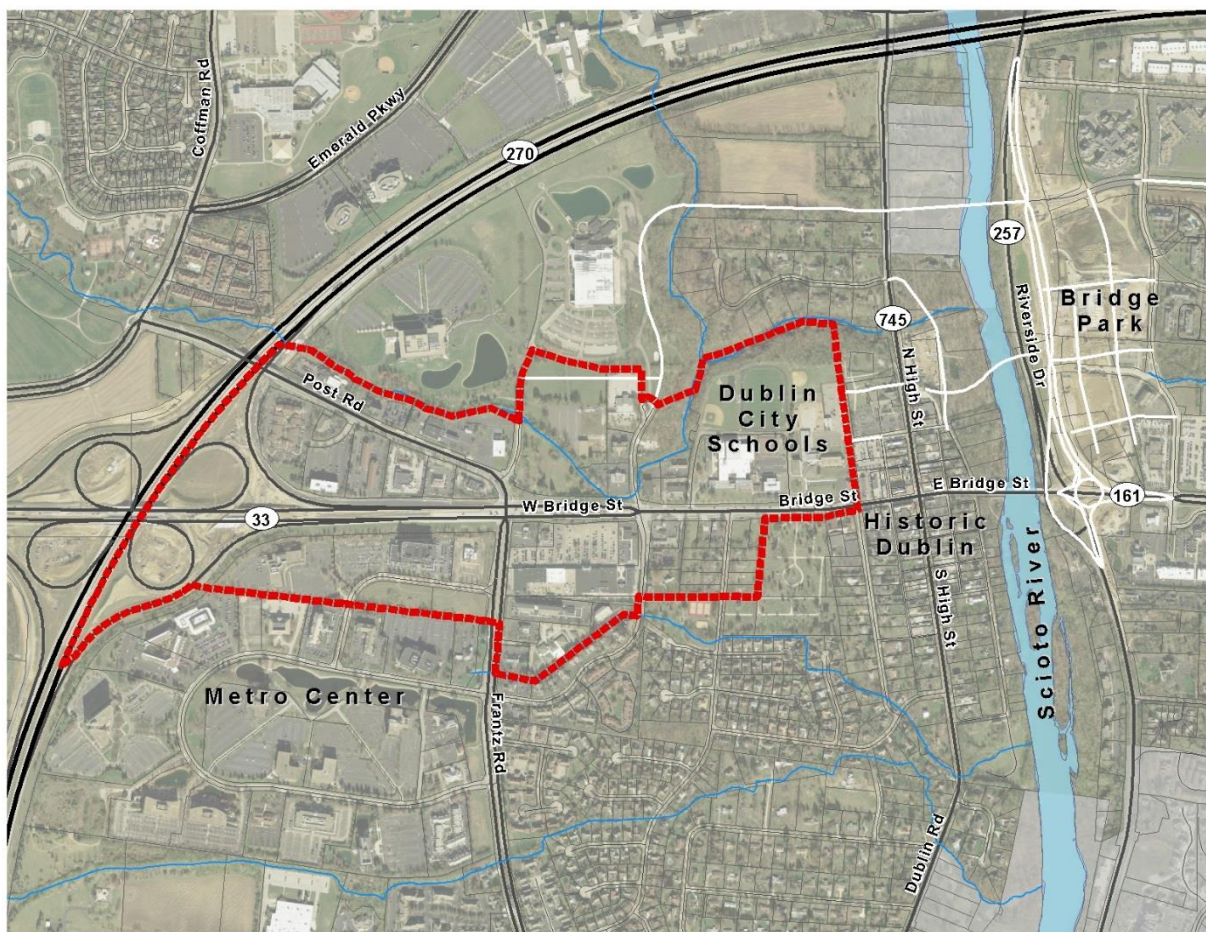 Coffman Rd
Emerald Pkwy
270
257
Bridge
Park
745
Riverside Dr
Post Rd
N High St
Dublin
City
Schools
E Bridge St
161
Bridge St
W Bridge St
33
Historic
Dublin
S High St
Scioto River
Metro Center
Frantz Rd
Dublin Rd